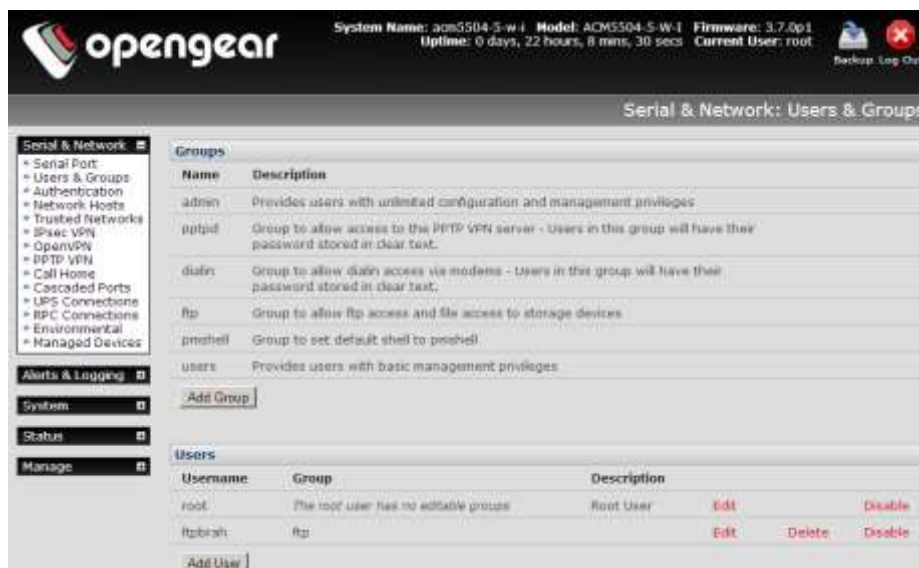 opengear
System Name: acm5504-5-w-i Model: ACM5504-5-W-I Firmware: 3.7.0p1
Uptime: 0 days, 22 hours, 8 mins, 30 secs Current User: root
Backup Log Out
Serial & Network: Users & Groups
Serial & Network
Serial Port
Users & Groups
Authentication
Network Hosts
Trusted Networks
IPsec VPN
OpenVPN
PPTP VPN
Call Home
Cascaded Ports
UPS Connections
RPC Connections
Environmental
Managed Devices
Alerts & Logging
System
Status
Manage
Groups
Name Description
admin Provides users with unlimited configuration and management privileges
pptpd Group to allow access to the PPTP VPN server - Users in this group will have their
password stored in clear text.
dialin Group to allow dialin access via modems - Users in this group will have their
password stored in clear text.
ftp Group to allow ftp access and file access to storage devices
pmshell Group to set default shell to pmshell
users Provides users with basic management privileges
Add Group
Users
Username Group Description
root The root user has no editable groups Root User Edit Disable
ftp Edit Delete Disable
Add User